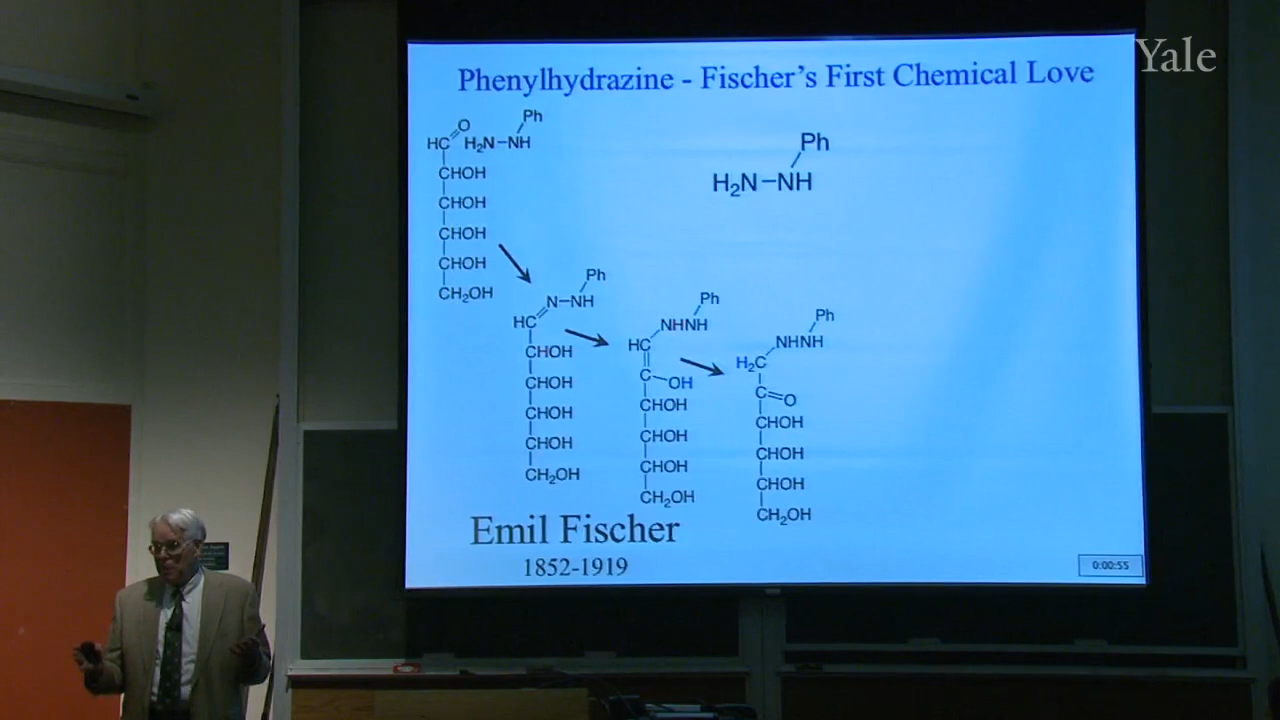 Yale
Phenylhydrazine - Fischer's First Chemical Love
Ph
O
HC H₂N–NH
CHOH
CHOH
CHOH
CHOH
CH₂OH
Ph
H₂N–NH
Ph
N–NH
HC
CHOH
CHOH
CHOH
CHOH
CH₂OH
Ph
NHNH
HC
C–OH
CHOH
CHOH
CHOH
CH₂OH
Ph
NHNH
H₂C
C=O
CHOH
CHOH
CHOH
CH₂OH
Emil Fischer
1852-1919
0:00:55